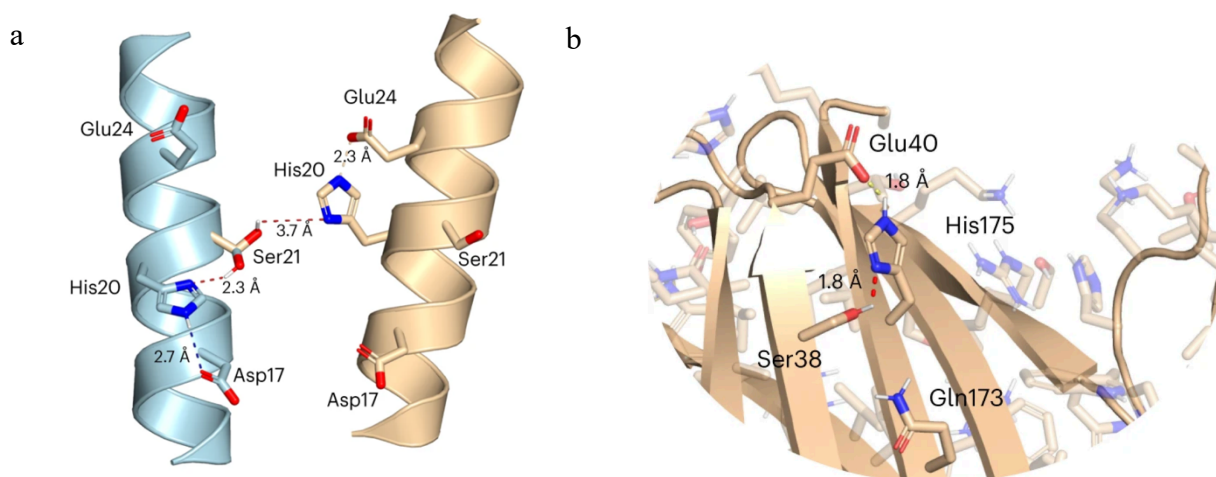 a
Glu24
Glu24
2.3 Å
His20
3.7 Å
Ser21
Ser21
His20
2.3 Å
2.7 Å
Asp17
Asp17
b
Glu40
1.8 Å
His175
1.8 Å
Ser38
Gln173